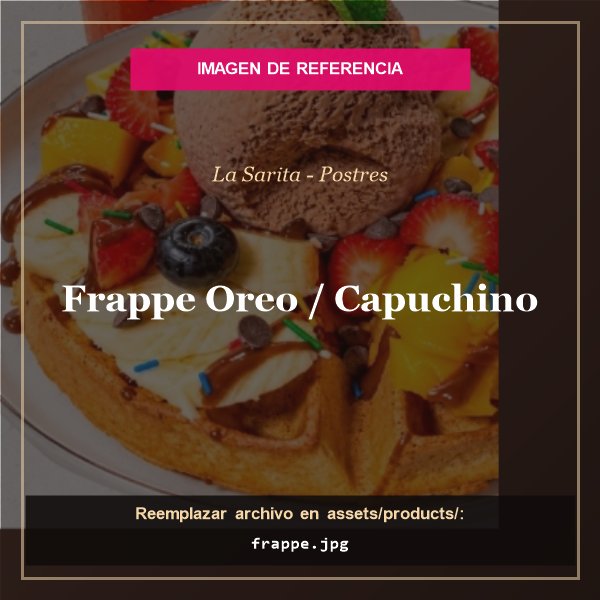 IMAGEN DE REFERENCIA
La Sarita - Postres
Frappe Oreo / Capuchino
Reemplazar archivo en assets/products/:
frappe.jpg